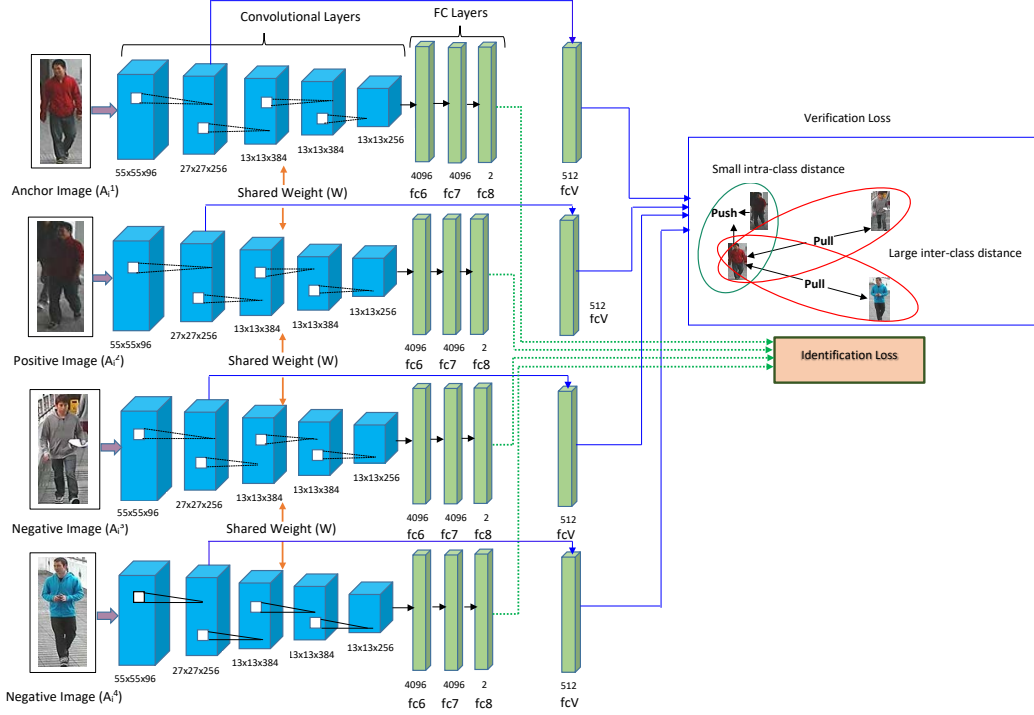 Convolutional Layers
FC Layers
55x55x96
27x27x256
13x13x384
13x13x384
13x13x256
4096
4096
2
fc6
fc7
fc8
512
fcV
Anchor Image (Aᵢ¹)
Shared Weight (W)
Verification Loss
Small intra-class distance
Push
Pull
Large inter-class distance
Pull
55x55x96
27x27x256
13x13x384
13x13x384
13x13x256
4096
4096
2
fc6
fc7
fc8
512
fcV
Positive Image (Aᵢ²)
Shared Weight (W)
Identification Loss
55x55x96
27x27x256
13x13x384
13x13x384
13x13x256
4096
4096
2
fc6
fc7
fc8
512
fcV
Negative Image (Aᵢ³)
Shared Weight (W)
55x55x96
27x27x256
13x13x384
13x13x384
13x13x256
4096
4096
2
fc6
fc7
fc8
512
fcV
Negative Image (Aᵢ⁴)